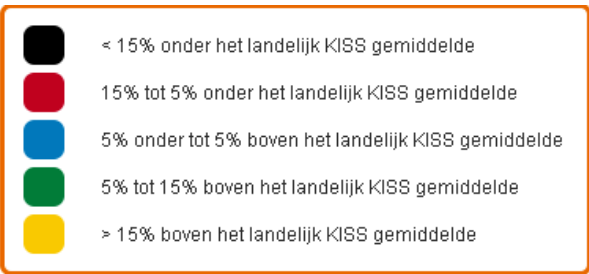 < 15% onder het landelijk KISS gemiddelde
15% tot 5% onder het landelijk KISS gemiddelde
5% onder tot 5% boven het landelijk KISS gemiddelde
5% tot 15% boven het landelijk KISS gemiddelde
> 15% boven het landelijk KISS gemiddelde